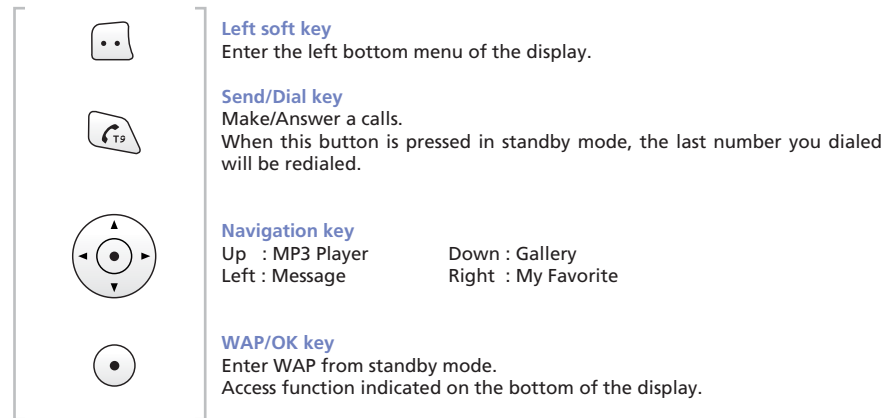 Left soft key
Enter the left bottom menu of the display.
Send/Dial key
Make/Answer a calls.
When this button is pressed in standby mode, the last number you dialed
will be redialed.
T9
Navigation key
Up : MP3 Player Down : Gallery
Left : Message Right : My Favorite
WAP/OK key
Enter WAP from standby mode.
Access function indicated on the bottom of the display.